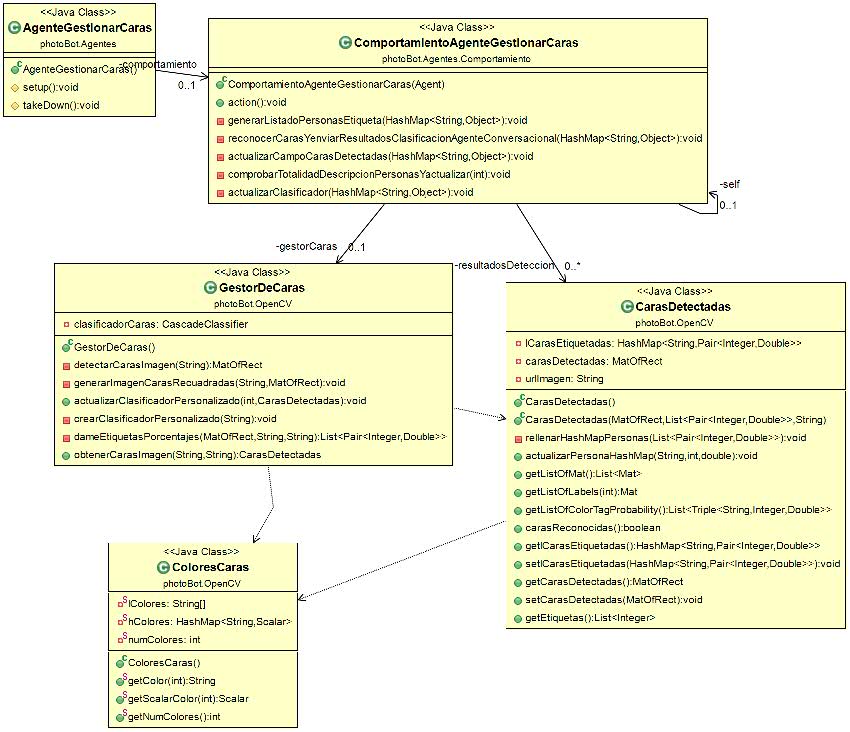 <<Java Class>>
AgenteGestionarCaras
photoBot.Agentes
AgenteGestionarCaras()
setup():void
takeDown():void
-comportamiento
0..1
<<Java Class>>
ComportamientoAgenteGestionarCaras
photoBot.Agentes.Comportamiento
ComportamientoAgenteGestionarCaras(Agent)
action():void
generarListadoPersonasEtiqueta(HashMap<String,Object>):void
reconocerCarasYenviarResultadosClasificacionAgenteConversacional(HashMap<String,Object>):void
actualizarCampoCarasDetectadas(HashMap<String,Object>):void
comprobarTotalidadDescripcionPersonasYactualizar(int):void
actualizarClasificador(HashMap<String,Object>):void
-self
0..1
-gestorCaras
0..1
-resultadosDeteccion
0..*
<<Java Class>>
GestorDeCaras
photoBot.OpenCV
clasificadorCaras: CascadeClassifier
GestorDeCaras()
detectarCarasImagen(String):MatOfRect
generarImagenCarasRecuadradas(String,MatOfRect):void
actualizarClasificadorPersonalizado(int,CarasDetectadas):void
crearClasificadorPersonalizado(String):void
dameEtiquetasPorcentajes(MatOfRect,String,String):List<Pair<Integer,Double>>
obtenerCarasImagen(String,String):CarasDetectadas
<<Java Class>>
CarasDetectadas
photoBot.OpenCV
lCarasEtiquetadas: HashMap<String,Pair<Integer,Double>>
carasDetectadas: MatOfRect
urlImagen: String
CarasDetectadas()
CarasDetectadas(MatOfRect,List<Pair<Integer,Double>>,String)
rellenarHashMapPersonas(List<Pair<Integer,Double>>):void
actualizarPersonaHashMap(String,int,double):void
getListOfMat():List<Mat>
getListOfLabels(int):Mat
getListOfColorTagProbability():List<Triple<String,Integer,Double>>
carasReconocidas():boolean
getlCarasEtiquetadas():HashMap<String,Pair<Integer,Double>>
setlCarasEtiquetadas(HashMap<String,Pair<Integer,Double>>):void
getCarasDetectadas():MatOfRect
setCarasDetectadas(MatOfRect):void
getEtiquetas():List<Integer>
<<Java Class>>
ColoresCaras
photoBot.OpenCV
lColores: String[]
hColores: HashMap<String,Scalar>
numColores: int
ColoresCaras()
getColor(int):String
getScalarColor(int):Scalar
getNumColores():int